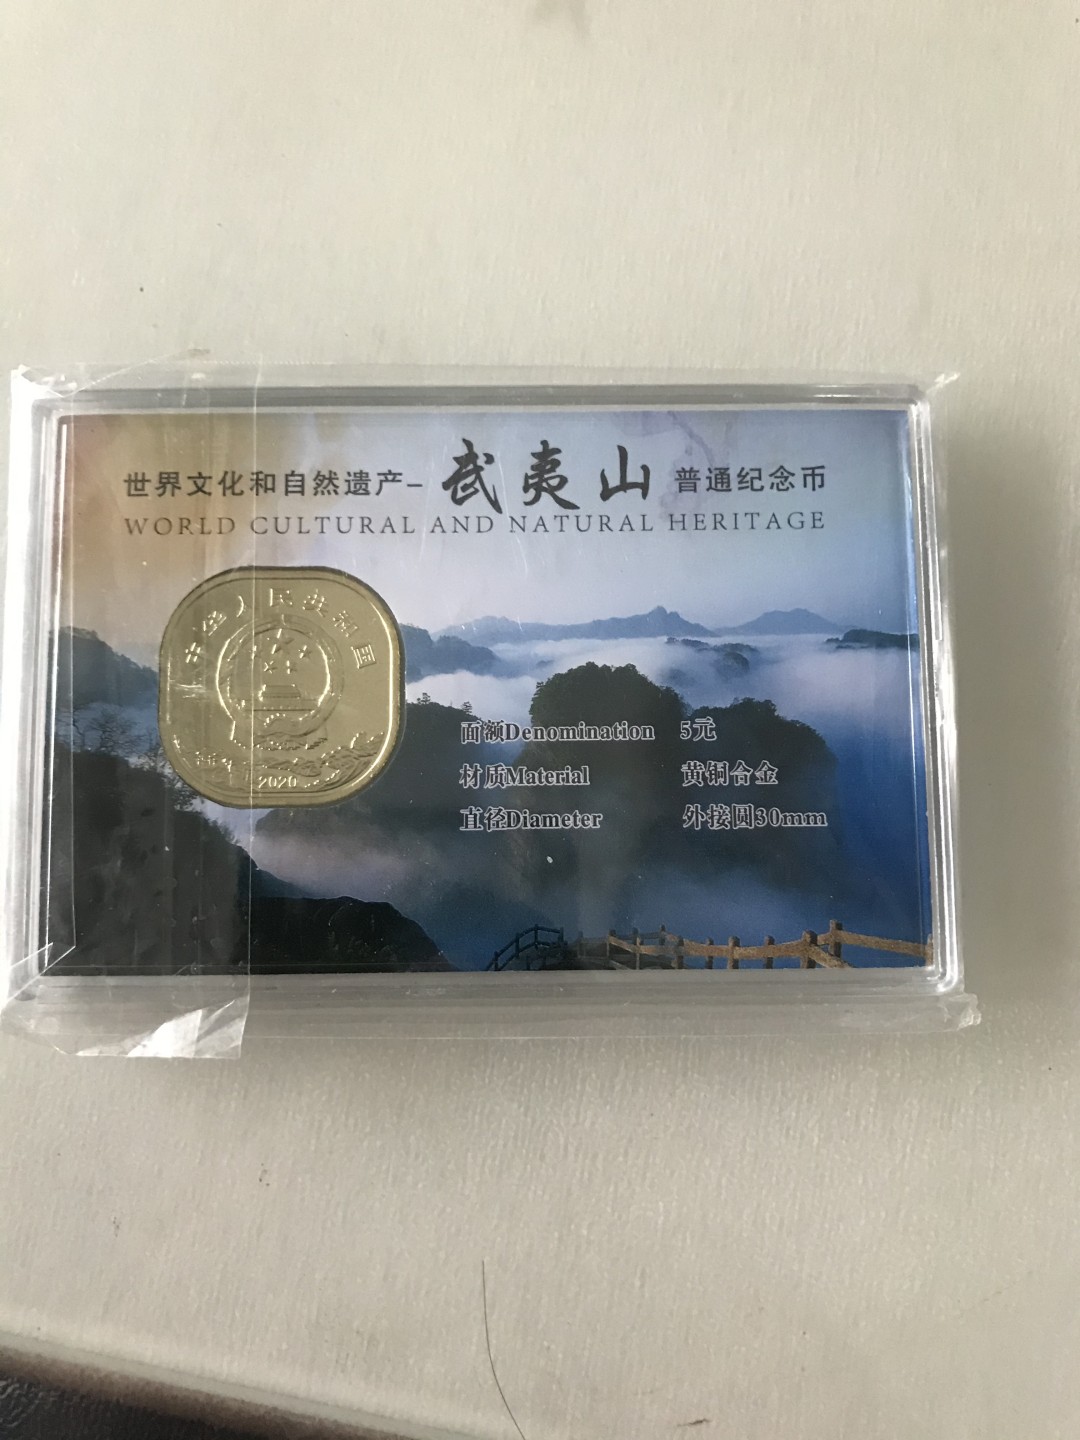 世界文化和自然遗产-武夷山 普通纪念币
WORLD CULTURAL AND NATURAL HERITAGE
中华人民共和国
2020
面额Denomination 5元
材质Material 黄铜合金
直径Diameter 外接圆30mm